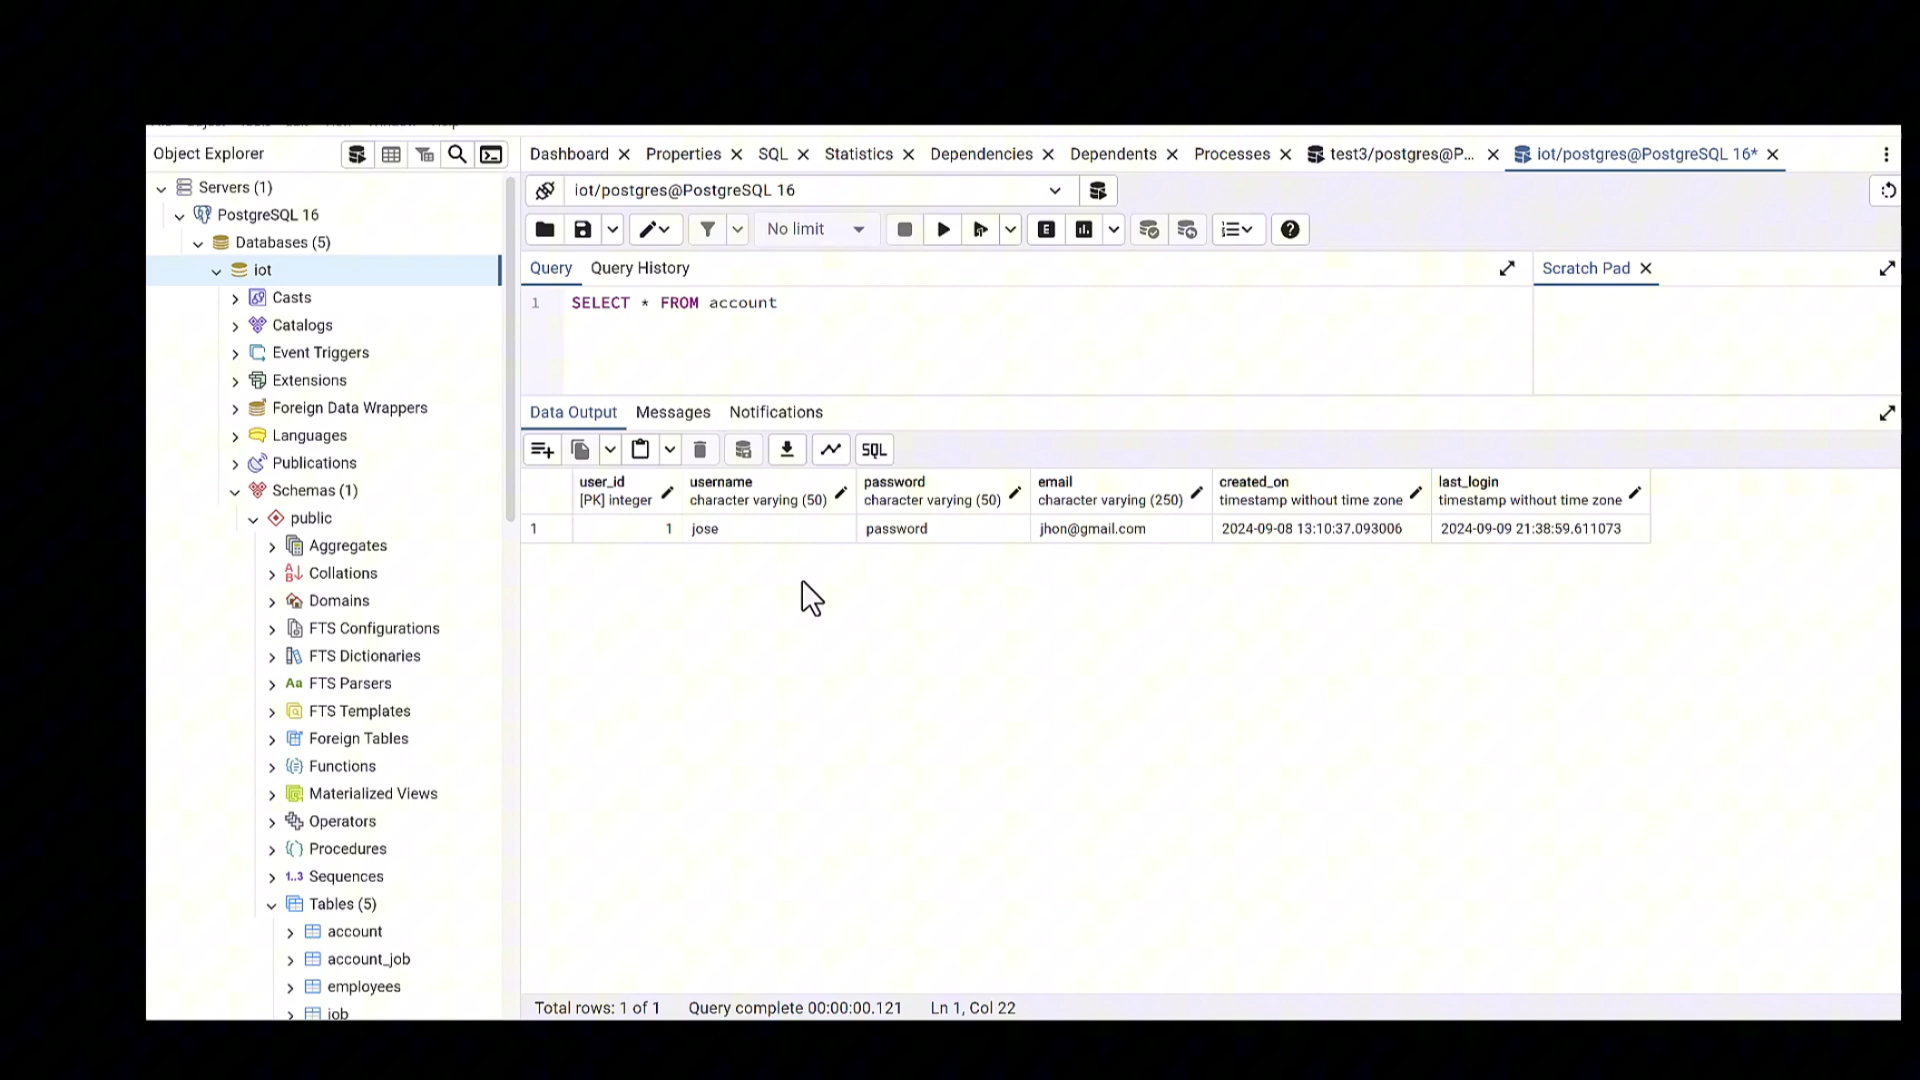 Object Explorer
Servers (1)
PostgreSQL 16
Databases (5)
iot
Casts
Catalogs
Event Triggers
Extensions
Foreign Data Wrappers
Languages
Publications
Schemas (1)
public
Aggregates
Collations
Domains
FTS Configurations
FTS Dictionaries
Aa FTS Parsers
FTS Templates
Foreign Tables
Functions
Materialized Views
Operators
Procedures
1..3 Sequences
Tables (5)
account
account_job
employees
job
Dashboard Properties SQL Statistics Dependencies Dependents Processes test3/postgres@P... iot/postgres@PostgreSQL 16*
iot/postgres@PostgreSQL 16
No limit E
Query Query History Scratch Pad
1 SELECT * FROM account
Data Output Messages Notifications
SQL
user_id username password email created_on last_login
[PK] integer character varying (50) character varying (50) character varying (250) timestamp without time zone timestamp without time zone
1 1 jose password jhon@gmail.com 2024-09-08 13:10:37.093006 2024-09-09 21:38:59.611073
Total rows: 1 of 1 Query complete 00:00:00.121 Ln 1, Col 22